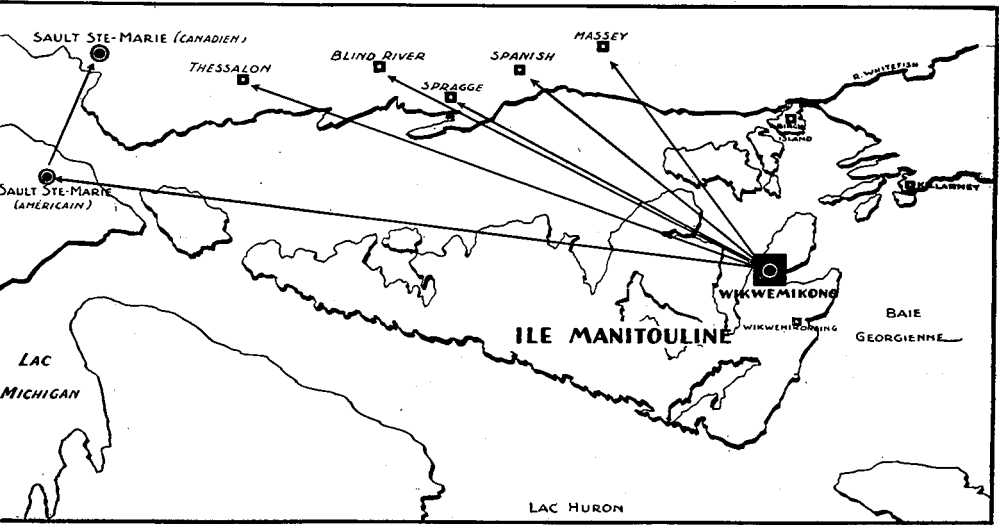 SAULT STE-MARIE (CANADIEN)
MASSEY
BLIND RIVER
SPANISH
THESSALON
SPRAGGE
R. WHITEFISH
BIRCH
ISLAND
SAULT STE-MARIE
(AMÉRICAIN)
KILLARNEY
WIKWEMIKONG
WIKWEMIKONSING
ILE MANITOULINE
BAIE
GEORGIENNE
LAC
MICHIGAN
LAC HURON